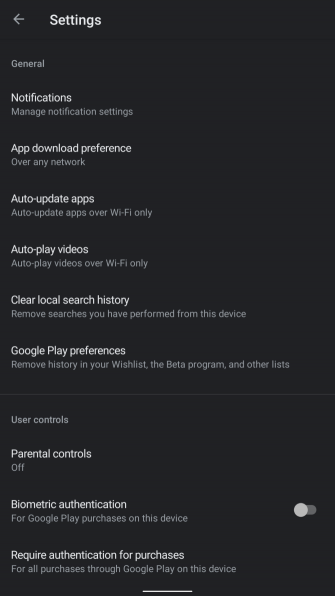 Settings
General
Notifications
Manage notification settings
App download preference
Over any network
Auto-update apps
Auto-update apps over Wi-Fi only
Auto-play videos
Auto-play videos over Wi-Fi only
Clear local search history
Remove searches you have performed from this device
Google Play preferences
Remove history in your Wishlist, the Beta program, and other lists
User controls
Parental controls
Off
Biometric authentication
For Google Play purchases on this device
Require authentication for purchases
For all purchases through Google Play on this device